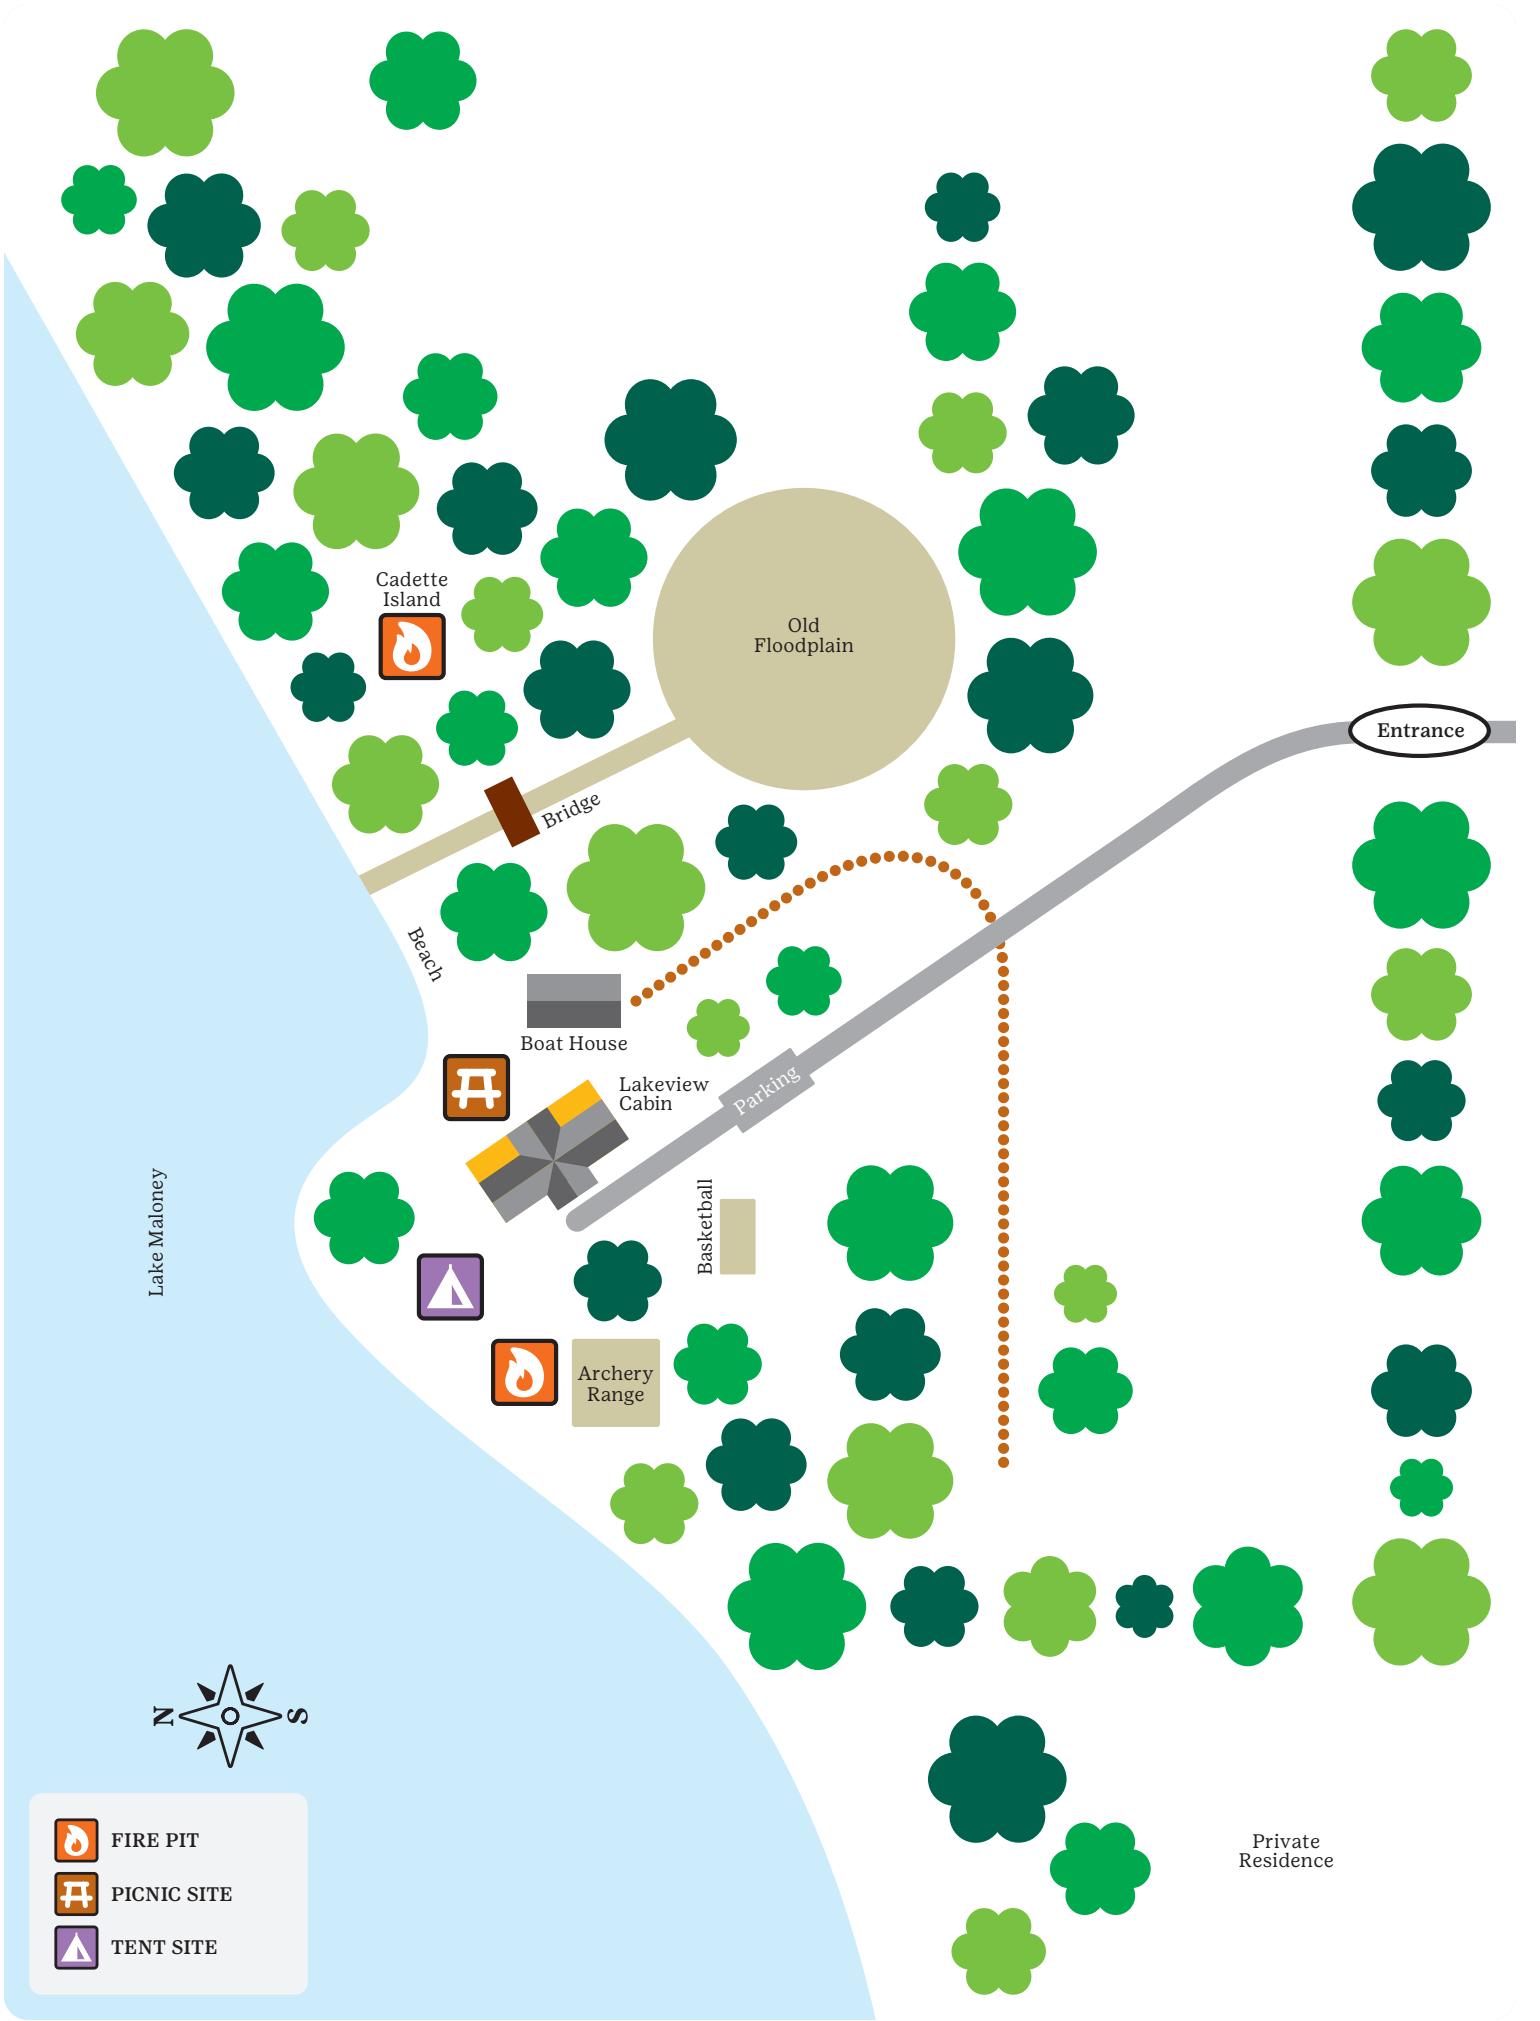 Cadette
Island
Old
Floodplain
Entrance
Bridge
Beach
Boat House
Lakeview
Cabin
Parking
Lake Maloney
Basketball
Archery
Range
N
S
FIRE PIT
PICNIC SITE
TENT SITE
Private
Residence